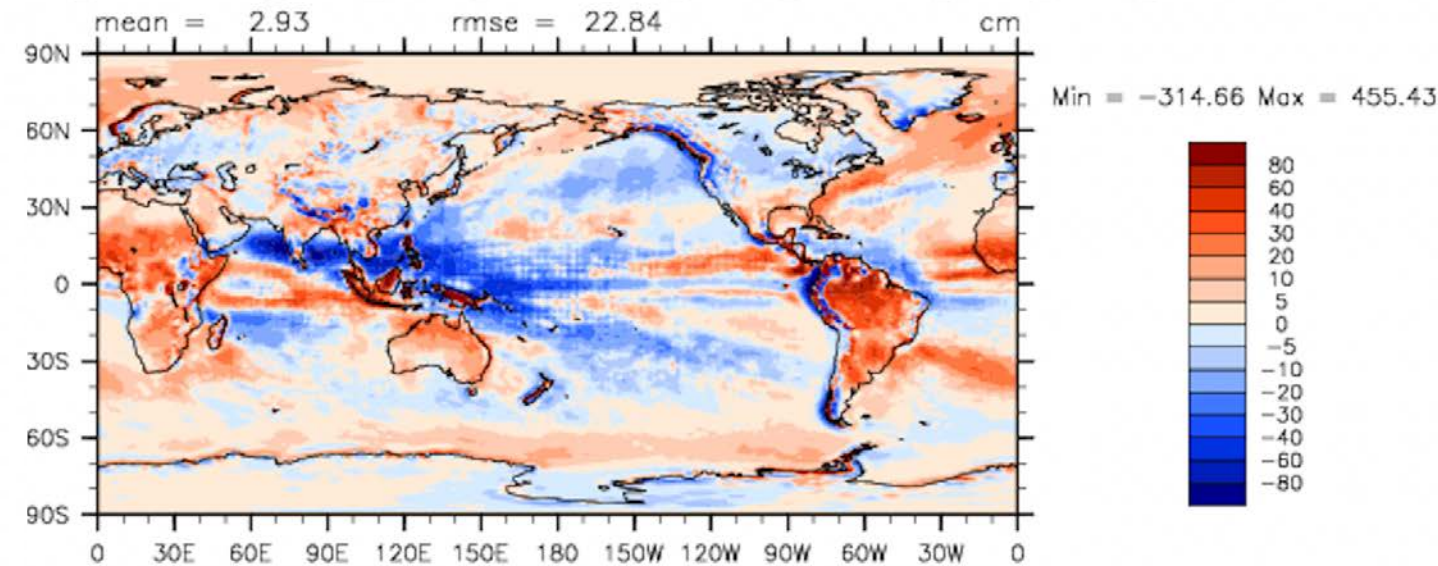 mean = 2.93 rmse = 22.84 cm
Min = -314.66 Max = 455.43
90N
60N
30N
0
30S
60S
90S
0 30E 60E 90E 120E 150E 180 150W 120W 90W 60W 30W 0
80
60
40
30
20
10
5
0
-5
-10
-20
-30
-40
-60
-80